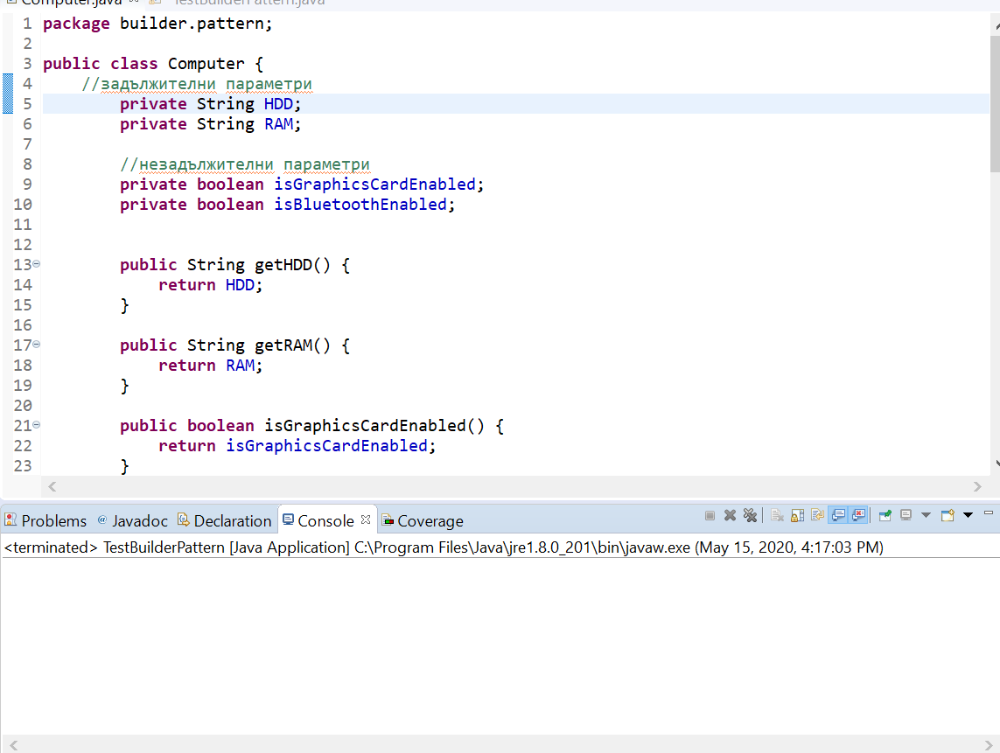 Computer.java TestBuilderPattern.java
1 package builder.pattern;
2
3 public class Computer {
4 //задължителни параметри
5 private String HDD;
6 private String RAM;
7
8 //незадължителни параметри
9 private boolean isGraphicsCardEnabled;
10 private boolean isBluetoothEnabled;
11
12
13 public String getHDD() {
14 return HDD;
15 }
16
17 public String getRAM() {
18 return RAM;
19 }
20
21 public boolean isGraphicsCardEnabled() {
22 return isGraphicsCardEnabled;
23 }
Problems @ Javadoc Declaration Console Coverage
<terminated> TestBuilderPattern [Java Application] C:\Program Files\Java\jre1.8.0_201\bin\javaw.exe (May 15, 2020, 4:17:03 PM)